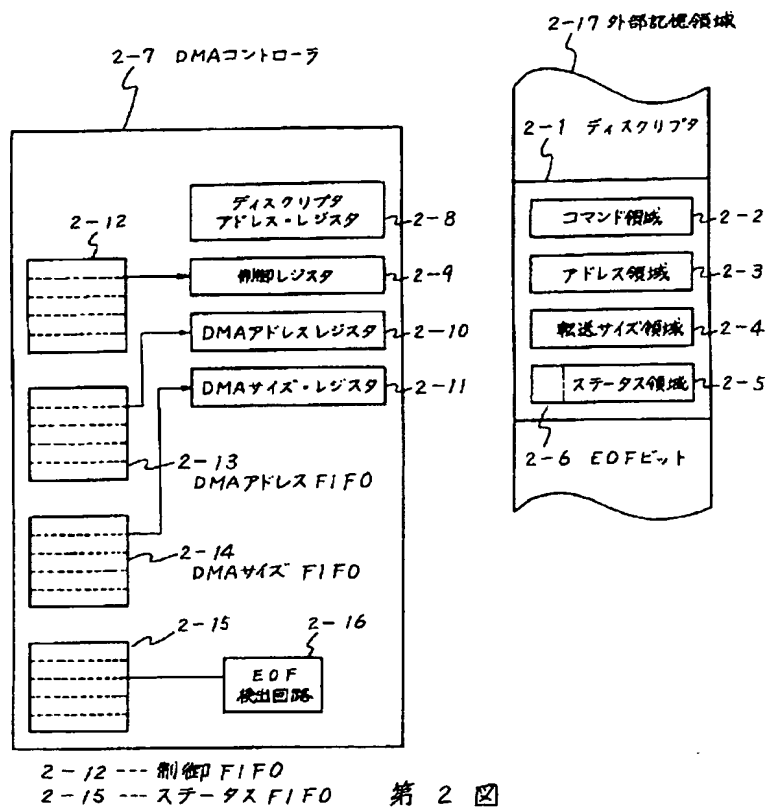 2-17 外部記憶領域
2-7 DMAコントローラ
2-1 ディスクリプタ
ディスクリプタ
アドレス・レジスタ
2-8
2-12
コマンド領域
2-2
制御レジスタ
2-9
アドレス領域
2-3
DMAアドレスレジスタ
2-10
転送サイズ領域
2-4
DMAサイズ・レジスタ
2-11
ステータス領域
2-5
2-6 EOFビット
2-13
DMAアドレスFIFO
2-14
DMAサイズ FIFO
2-15
2-16
EOF
検出回路
2-12 --- 制御FIFO
2-15 --- ステータスFIFO
第 2 図